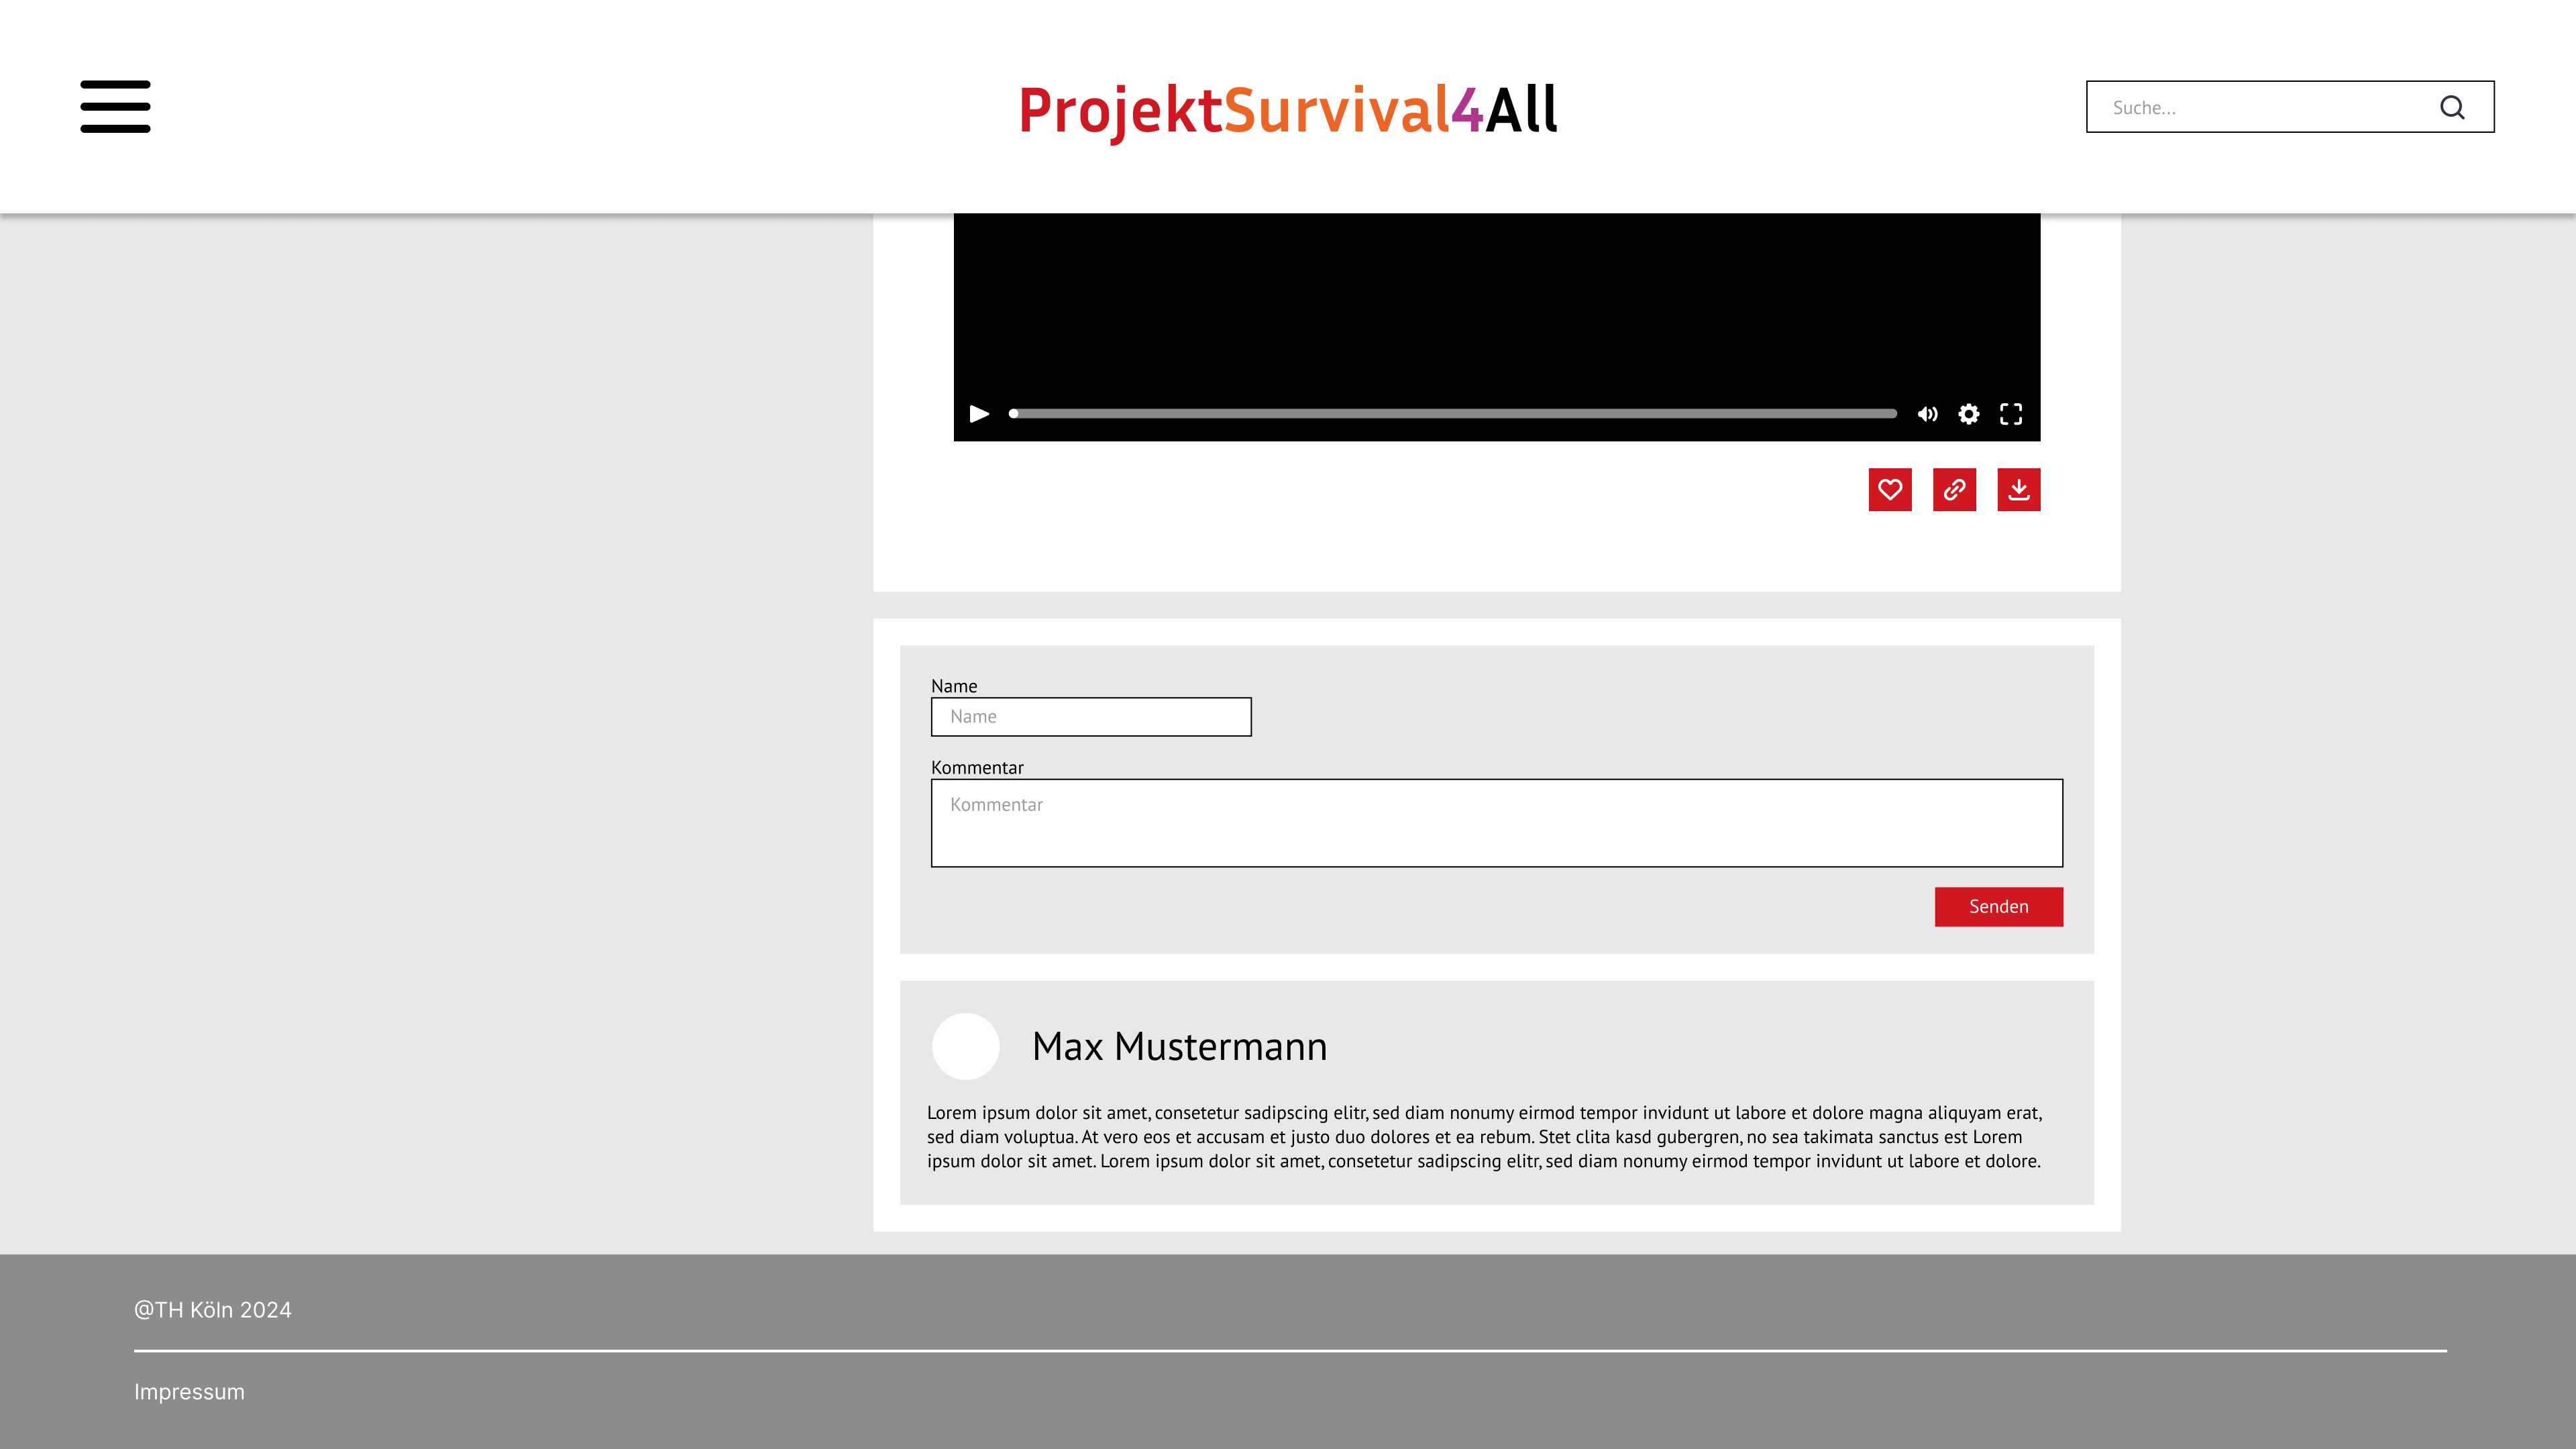 ProjektSurvival4All
Suche...
Name
Name
Kommentar
Kommentar
Senden
Max Mustermann
Lorem ipsum dolor sit amet, consetetur sadipscing elitr, sed diam nonumy eirmod tempor invidunt ut labore et dolore magna aliquyam erat,
sed diam voluptua. At vero eos et accusam et justo duo dolores et ea rebum. Stet clita kasd gubergren, no sea takimata sanctus est Lorem
ipsum dolor sit amet. Lorem ipsum dolor sit amet, consetetur sadipscing elitr, sed diam nonumy eirmod tempor invidunt ut labore et dolore.
@TH Köln 2024
Impressum